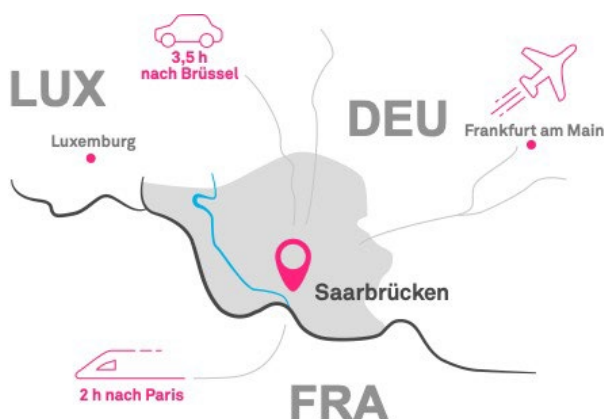 3,5 h
nach Brüssel
LUX
DEU
Luxemburg
Frankfurt am Main
Saarbrücken
2 h nach Paris
FRA